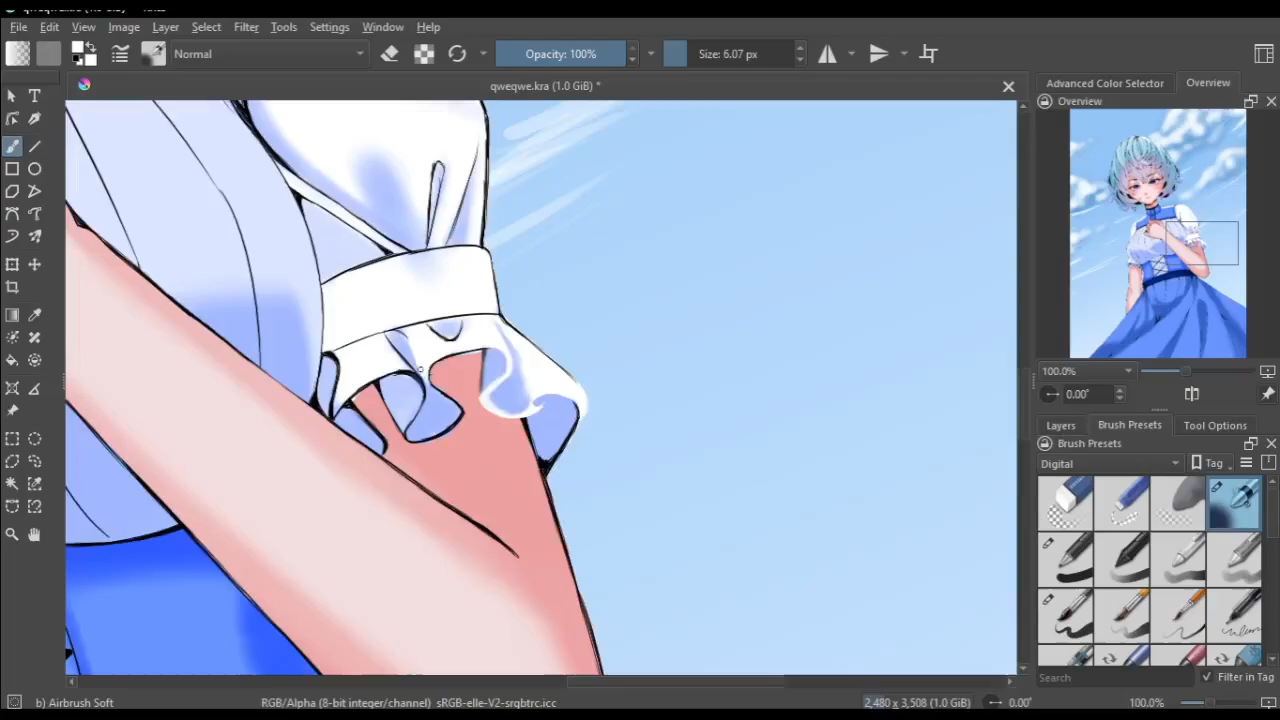 File Edit View Image Layer Select Filter Tools Settings Window Help
Normal Opacity: 100% Size: 6.07 px
qweqwe.kra (1.0 GiB) *
Advanced Color Selector Overview
Overview
100.0%
0.00°
Layers Brush Presets Tool Options
Brush Presets
Digital Tag
Search Filter in Tag
b) Airbrush Soft RGB/Alpha (8-bit integer/channel) sRGB-elle-V2-srgbtrc.icc 2,480 x 3,508 (1.0 GiB) 0.00° 100.0%